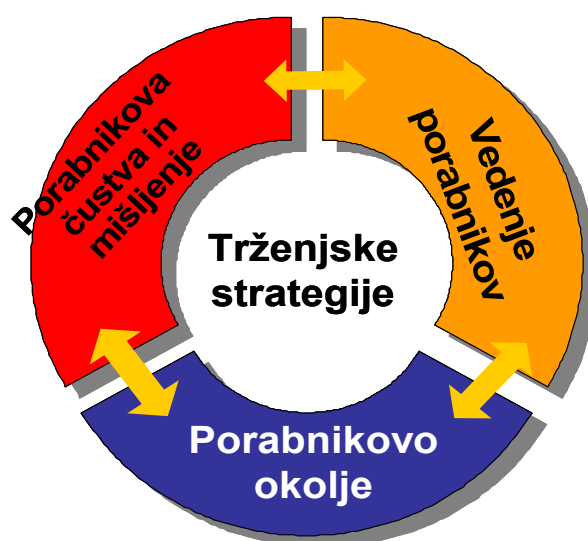 Porabnikova
čustva in
mišljenje
Vedenje
porabnikov
Trženjske
strategije
Porabnikovo
okolje